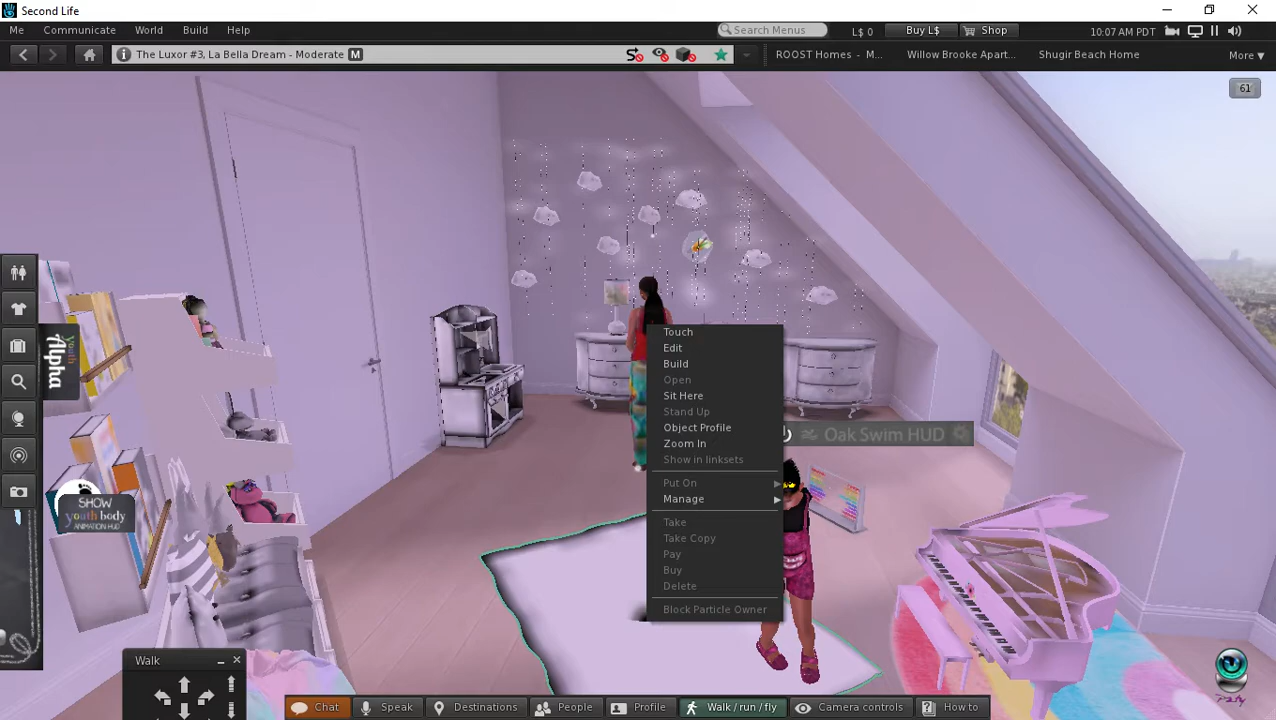 Second Life
Me Communicate World Build Help
Search Menus
L$ 0
Buy L$
Shop
10:07 AM PDT
The Luxor #3, La Bella Dream - Moderate M
ROOST Homes - M...
Willow Brooke Apart...
Shugir Beach Home
More
61
Youth
Alpha
Touch
Edit
Build
Open
Sit Here
Stand Up
Object Profile
Zoom In
Show in linksets
Put On
Manage
Take
Take Copy
Pay
Buy
Delete
Block Particle Owner
Oak Swim HUD
SHOW
youth body
ANIMATION HUD
Walk
Chat
Speak
Destinations
People
Profile
Walk / run / fly
Camera controls
How to